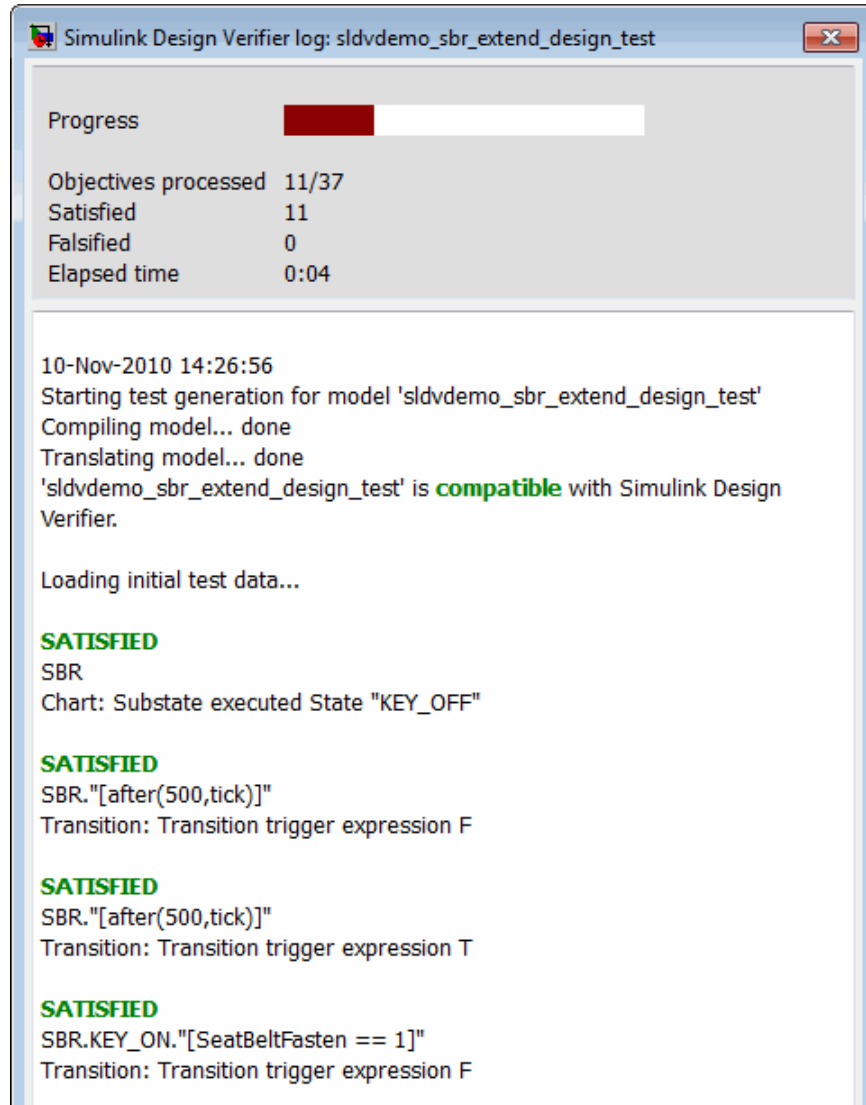 Simulink Design Verifier log: sldvdemo_sbr_extend_design_test
Progress
Objectives processed 11/37
Satisfied 11
Falsified 0
Elapsed time 0:04
10-Nov-2010 14:26:56
Starting test generation for model 'sldvdemo_sbr_extend_design_test'
Compiling model... done
Translating model... done
'sldvdemo_sbr_extend_design_test' is compatible with Simulink Design
Verifier.
Loading initial test data...
SATISFIED
SBR
Chart: Substate executed State "KEY_OFF"
SATISFIED
SBR."[after(500,tick)]"
Transition: Transition trigger expression F
SATISFIED
SBR."[after(500,tick)]"
Transition: Transition trigger expression T
SATISFIED
SBR.KEY_ON."[SeatBeltFasten == 1]"
Transition: Transition trigger expression F